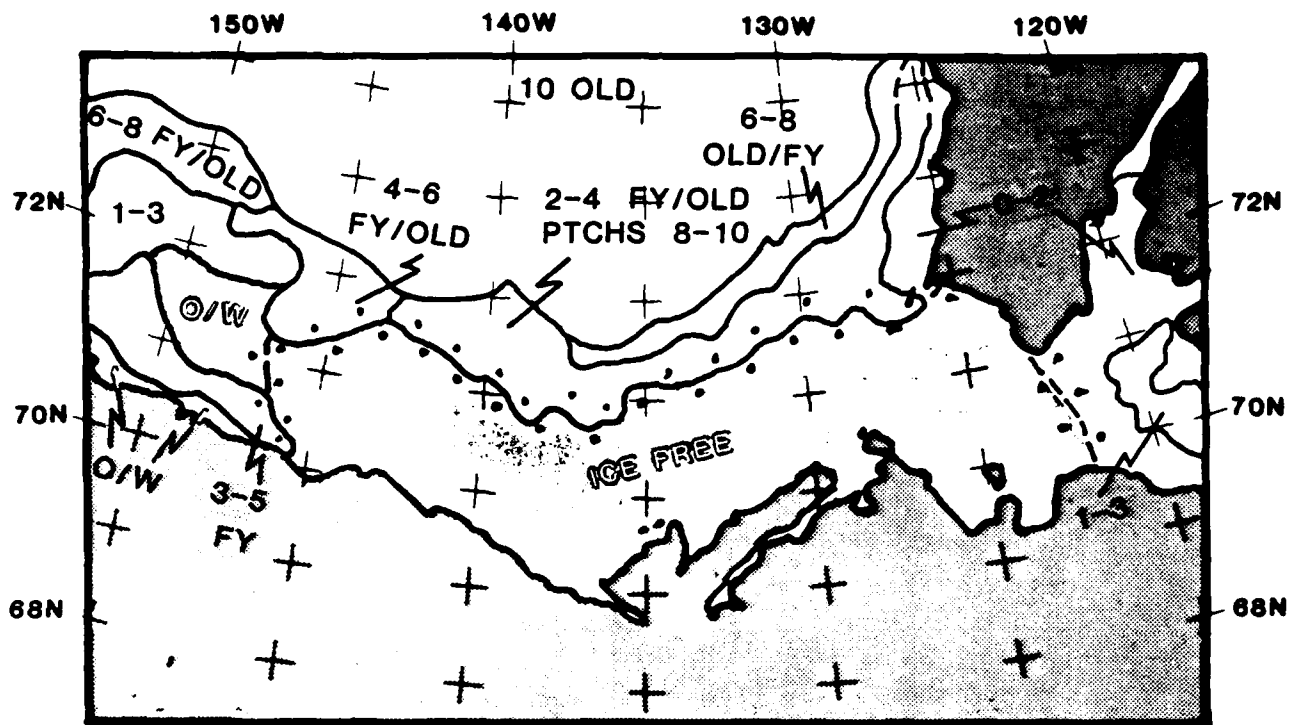 150W 140W 130W 120W
10 OLD
6-8 FY/OLD
6-8
OLD/FY
4-6
FY/OLD
2-4 FY/OLD
PTCHS 8-10
72N 72N
1-3
0-2
O/W
70N 70N
ICE FREE
O/W
3-5
FY
1-3
68N 68N